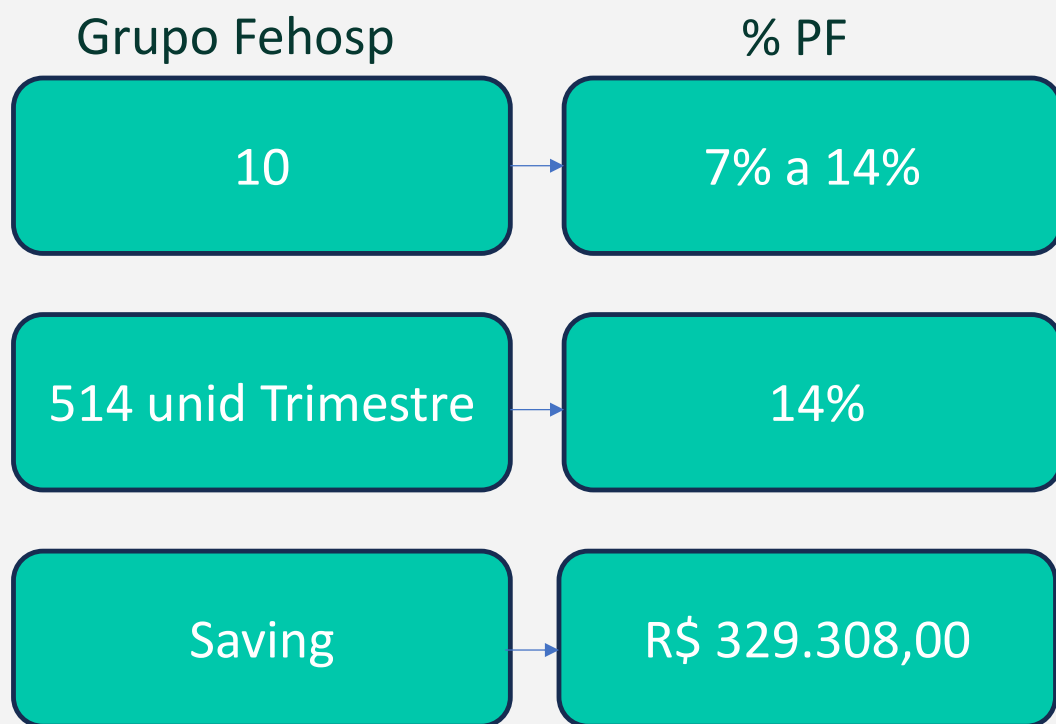 Grupo Fehosp
% PF
10
7% a 14%
514 unid Trimestre
14%
Saving
R$ 329.308,00